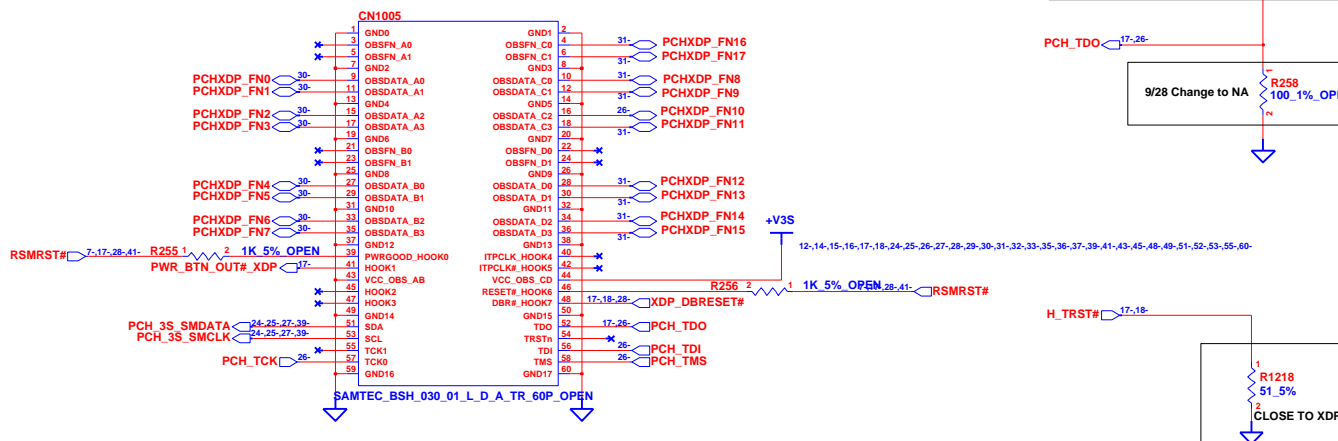 CN1005
1 GND0 GND1 2
3 OBSFN_A0 OBSFN_C0 4 31- PCHXDP_FN16
5 OBSFN_A1 OBSFN_C1 6 31- PCHXDP_FN17
7 GND2 GND3 8
PCHXDP_FN0 30- 9 OBSDATA_A0 OBSDATA_C0 10 31- PCHXDP_FN8
PCHXDP_FN1 30- 11 OBSDATA_A1 OBSDATA_C1 12 31- PCHXDP_FN9
13 GND4 GND5 14
PCHXDP_FN2 30- 15 OBSDATA_A2 OBSDATA_C2 16 26- PCHXDP_FN10
PCHXDP_FN3 30- 17 OBSDATA_A3 OBSDATA_C3 18 31- PCHXDP_FN11
19 GND6 GND7 20
21 OBSFN_B0 OBSFN_D0 22
23 OBSFN_B1 OBSFN_D1 24
25 GND8 GND9 26
PCHXDP_FN4 30- 27 OBSDATA_B0 OBSDATA_D0 28 31- PCHXDP_FN12
PCHXDP_FN5 30- 29 OBSDATA_B1 OBSDATA_D1 30 31- PCHXDP_FN13
31 GND10 GND11 32
PCHXDP_FN6 30- 33 OBSDATA_B2 OBSDATA_D2 34 31- PCHXDP_FN14
PCHXDP_FN7 30- 35 OBSDATA_B3 OBSDATA_D3 36 31- PCHXDP_FN15
37 GND12 GND13 38
RSMRST# 7-,17-,28-,41- R255 1 2 1K_5%_OPEN 39 PWRGOOD_HOOK0 ITPCLK_HOOK4 40
PWR_BTN_OUT#_XDP 17- 41 HOOK1 ITPCLK#_HOOK5 42
43 VCC_OBS_AB VCC_OBS_CD 44
+V3S
12-,14-,15-,16-,17-,18-,24-,25-,26-,27-,28-,29-,30-,31-,32-,33-,35-,36-,37-,39-,41-,43-,45-,48-,49-,51-,52-,53-,55-,60-
45 HOOK2 RESET#_HOOK6 46 R256 2 1 1K_5%_OPEN 28-,41- RSMRST#
47 HOOK3 DBR#_HOOK7 48 17-,18-,28- XDP_DBRESET#
49 GND14 GND15 50
PCH_3S_SMDATA 24-,25-,27-,39- 51 SDA TDO 52 17-,26- PCH_TDO
PCH_3S_SMCLK 24-,25-,27-,39- 53 SCL TRSTn 54
55 TCK1 TDI 56 26- PCH_TDI
PCH_TCK 26- 57 TCK0 TMS 58 26- PCH_TMS
59 GND16 GND17 60
SAMTEC_BSH_030_01_L_D_A_TR_60P_OPEN
PCH_TDO 17-,26-
9/28 Change to NA
1
R258
100_1%_OPE
2
H_TRST# 17-,18-
1
R1218
51_5%
2
CLOSE TO XDP